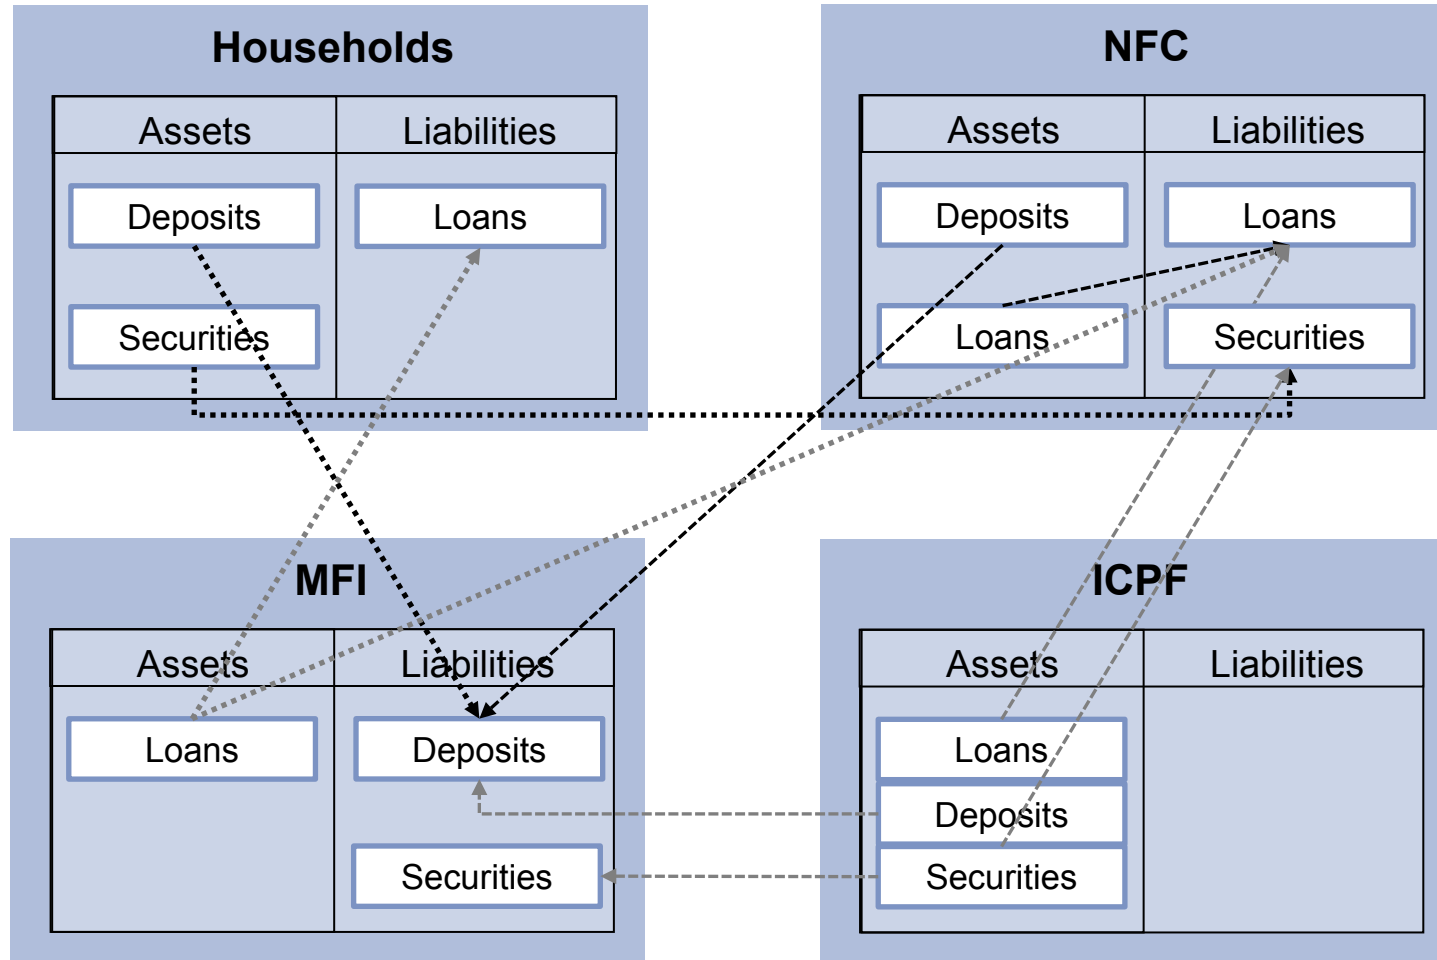 Households
Assets
Liabilities
Deposits
Loans
Securities
NFC
Assets
Liabilities
Deposits
Loans
Loans
Securities
MFI
Assets
Liabilities
Loans
Deposits
Securities
ICPF
Assets
Liabilities
Loans
Deposits
Securities